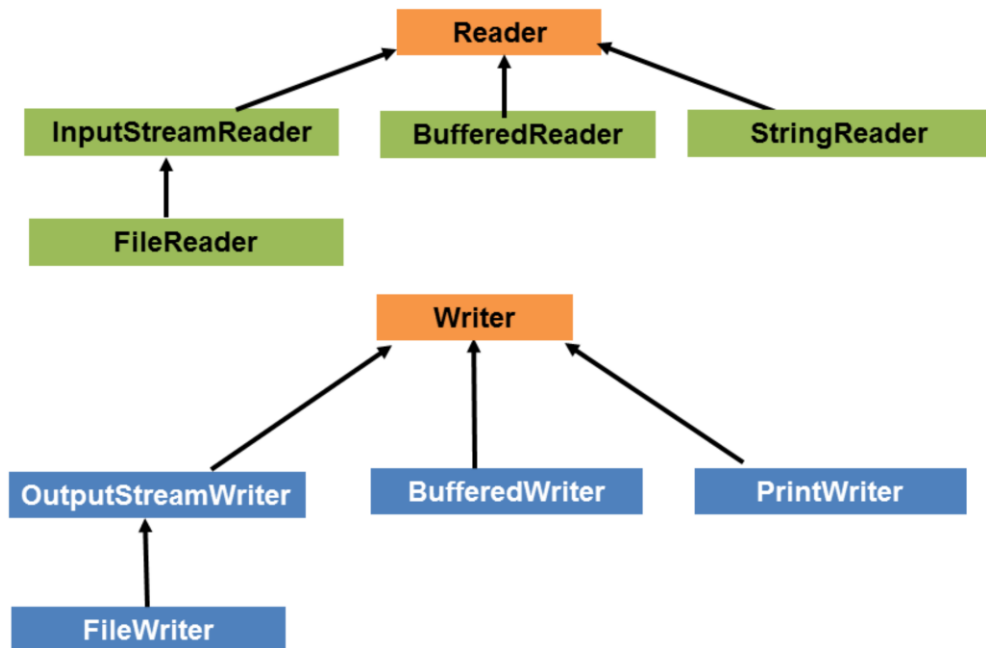 Reader
InputStreamReader
BufferedReader
StringReader
FileReader
Writer
OutputStreamWriter
BufferedWriter
PrintWriter
FileWriter